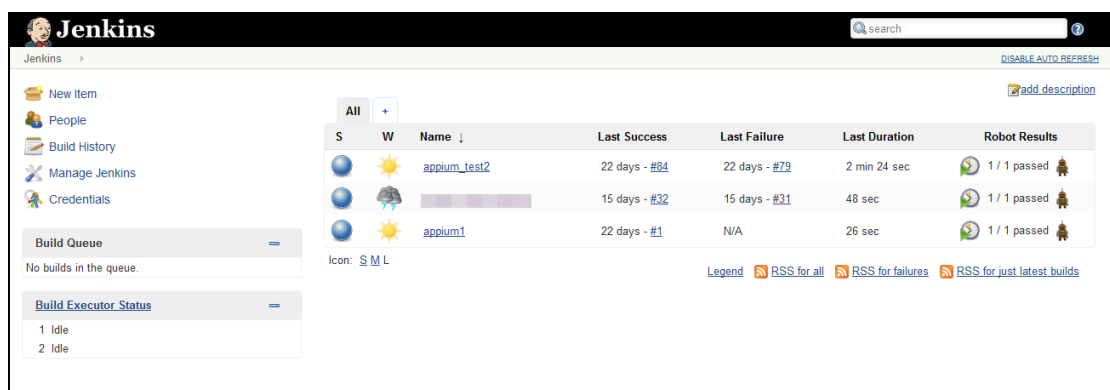 Jenkins
search
Jenkins
DISABLE AUTO REFRESH
add description
New Item
People
Build History
Manage Jenkins
Credentials
Build Queue
No builds in the queue.
Build Executor Status
1 Idle
2 Idle
All +
S W Name ↓ Last Success Last Failure Last Duration Robot Results
appium_test2 22 days - #84 22 days - #79 2 min 24 sec 1 / 1 passed
15 days - #32 15 days - #31 48 sec 1 / 1 passed
appium1 22 days - #1 N/A 26 sec 1 / 1 passed
Icon: S M L
Legend RSS for all RSS for failures RSS for just latest builds